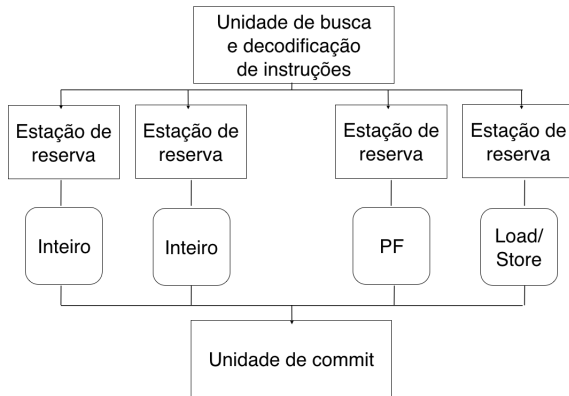 Unidade de busca
e decodificação
de instruções
Estação de
reserva
Estação de
reserva
Estação de
reserva
Estação de
reserva
Inteiro
Inteiro
PF
Load/
Store
Unidade de commit